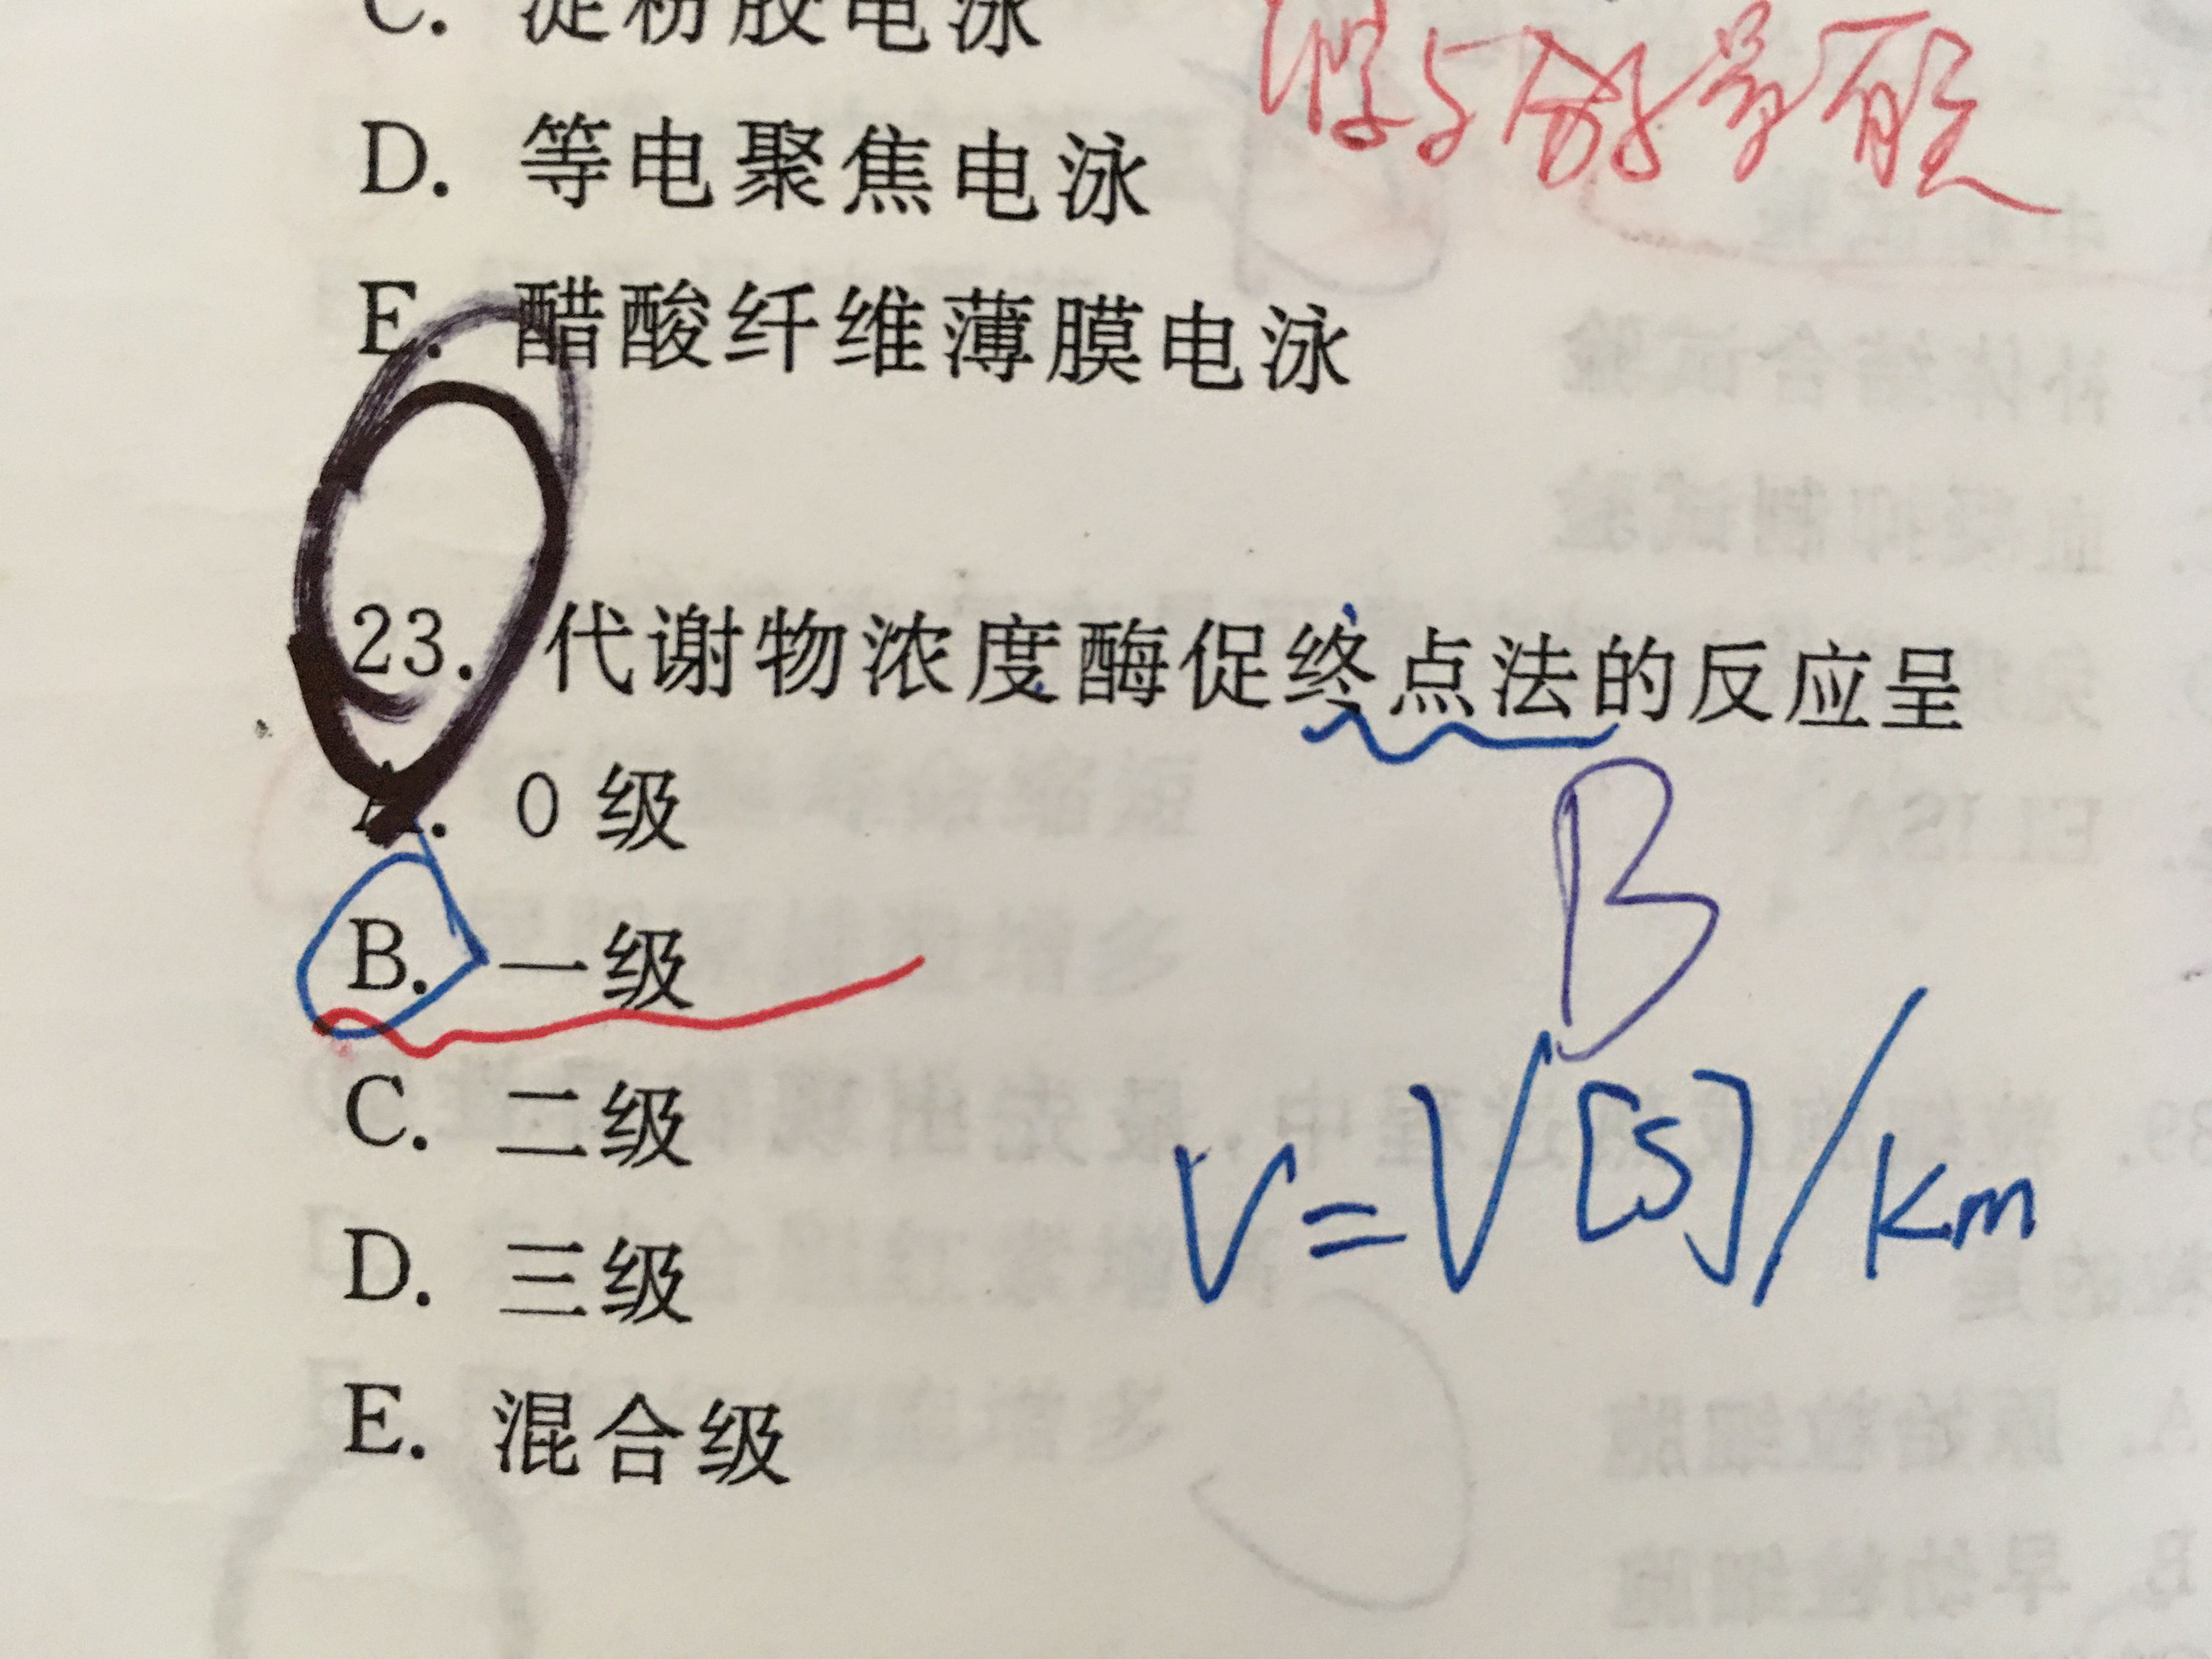 C. 淀粉胶电泳
D. 等电聚焦电泳
E. 醋酸纤维薄膜电泳
23. 代谢物浓度酶促终点法的反应呈
A. 0 级
B. 一级
B
C. 二级
D. 三级
V=V[S]/km
E. 混合级